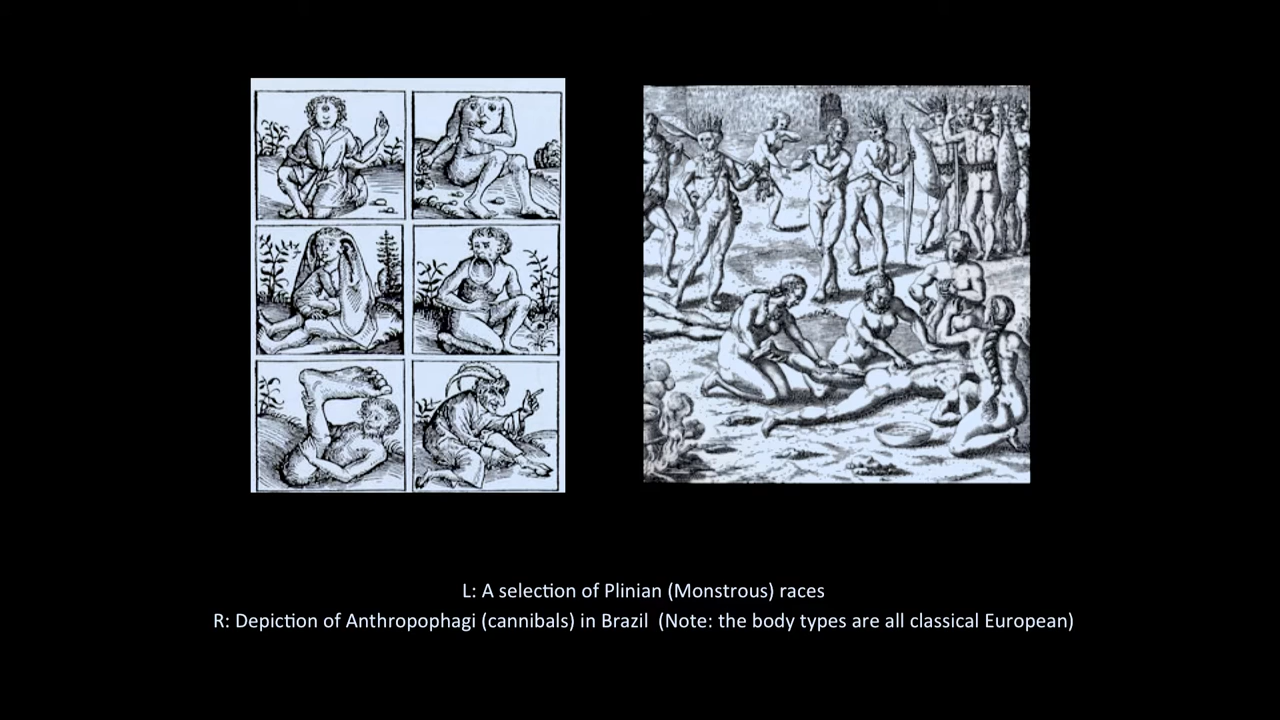 L: A selection of Plinian (Monstrous) races
R: Depiction of Anthropophagi (cannibals) in Brazil  (Note: the body types are all classical European)